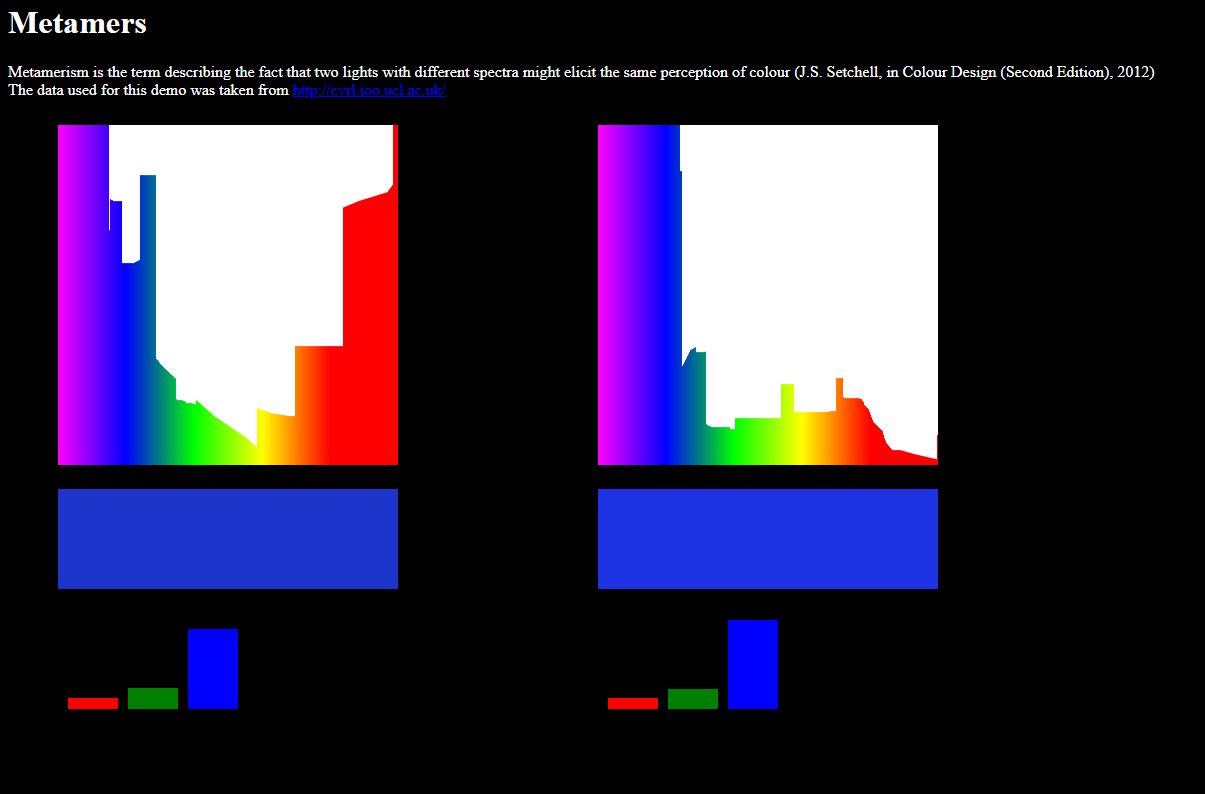 Metamers
Metamerism is the term describing the fact that two lights with different spectra might elicit the same perception of colour (J.S. Setchell, in Colour Design (Second Edition), 2012)
The data used for this demo was taken from http://cvrl.ioo.ucl.ac.uk/